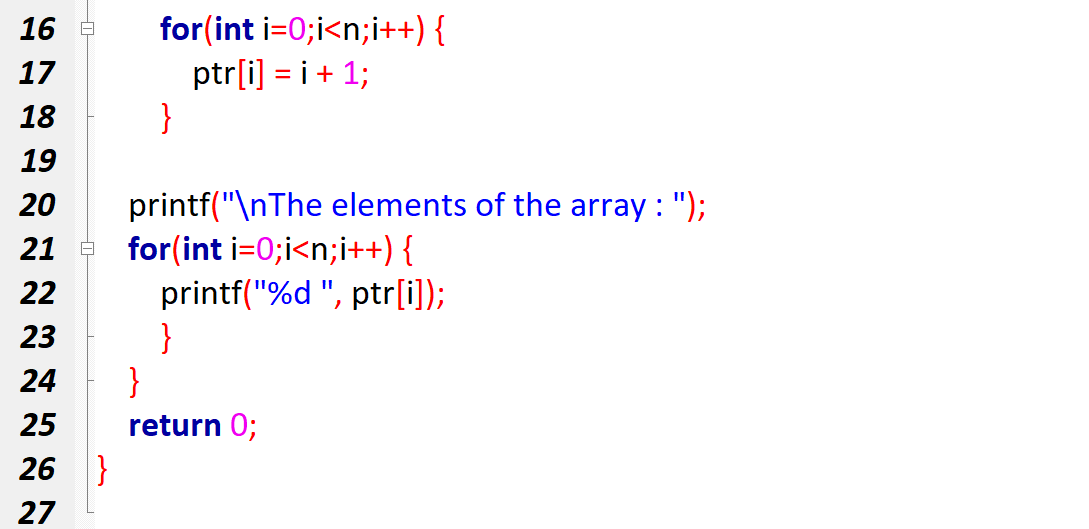 16 for(int i=0;i<n;i++) {
17 ptr[i] = i + 1;
18 }
19
20 printf("\nThe elements of the array : ");
21 for(int i=0;i<n;i++) {
22 printf("%d ", ptr[i]);
23 }
24 }
25 return 0;
26 }
27